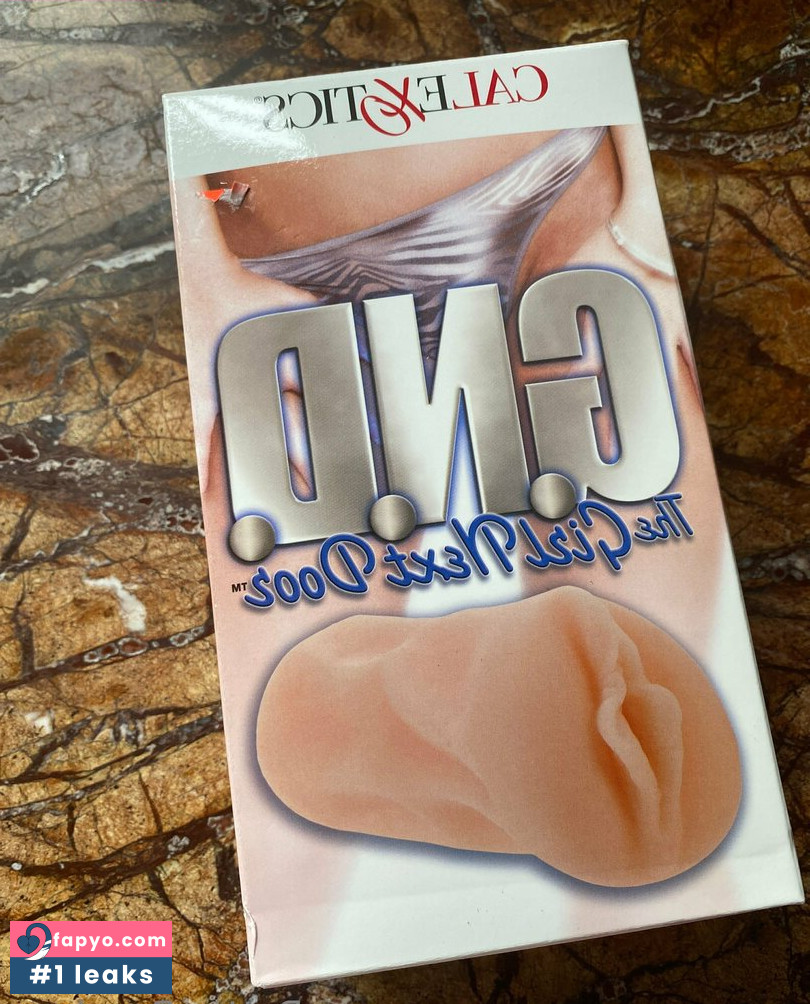 CALEXOTICS®
G.N.D.
The Girl Next Door™
fapyo.com
#1 leaks